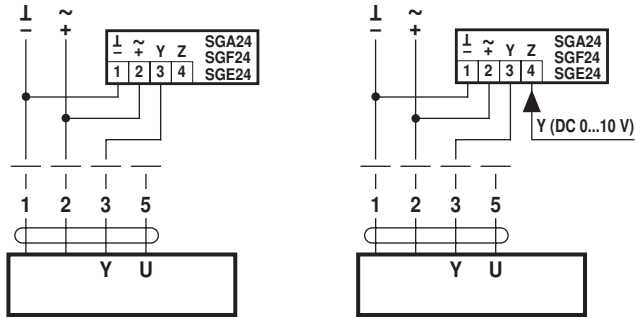 ⊥ ~
– +
⊥ ~ Y Z SGA24
– + SGF24
1 2 3 4 SGE24
1 2 3 5
Y U
⊥ ~
– +
⊥ ~ Y Z SGA24
– + SGF24
1 2 3 4 SGE24
Y (DC 0...10 V)
1 2 3 5
Y U